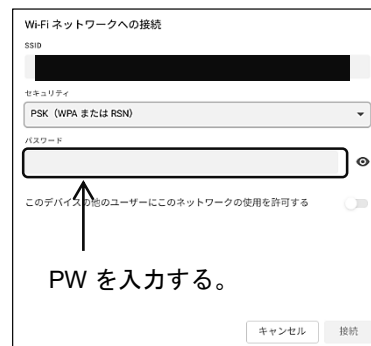 Wi-Fi ネットワークへの接続
SSID
セキュリティ
PSK（WPA または RSN）
パスワード
このデバイスの他のユーザーにこのネットワークの使用を許可する
PW を入力する。
キャンセル
接続